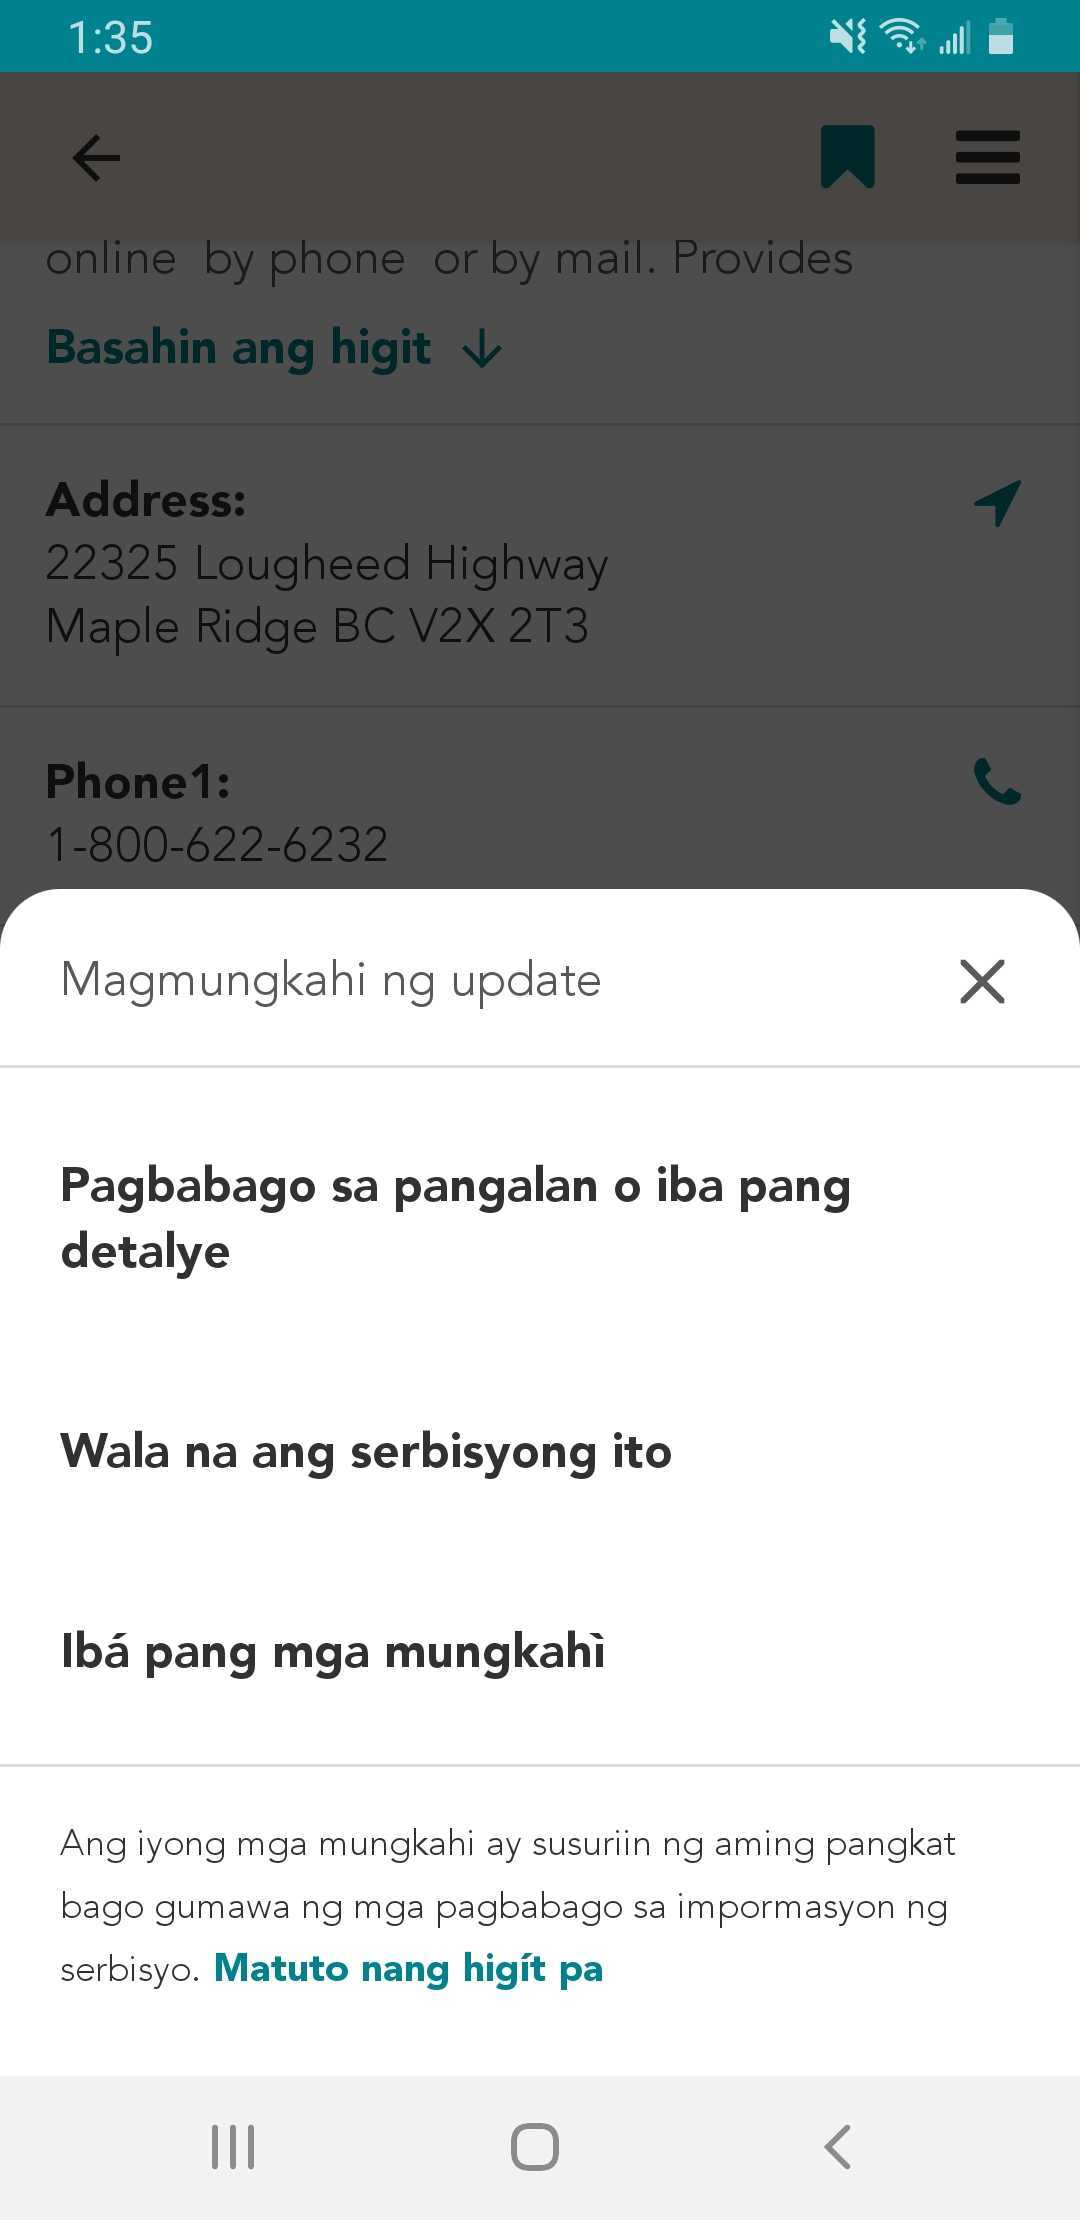 1:35
online by phone or by mail. Provides
Basahin ang higit
Address:
22325 Lougheed Highway
Maple Ridge BC V2X 2T3
Phone1:
1-800-622-6232
Magmungkahi ng update
Pagbabago sa pangalan o iba pang
detalye
Wala na ang serbisyong ito
Ibá pang mga mungkahì
Ang iyong mga mungkahi ay susuriin ng aming pangkat
bago gumawa ng mga pagbabago sa impormasyon ng
serbisyo. Matuto nang higít pa